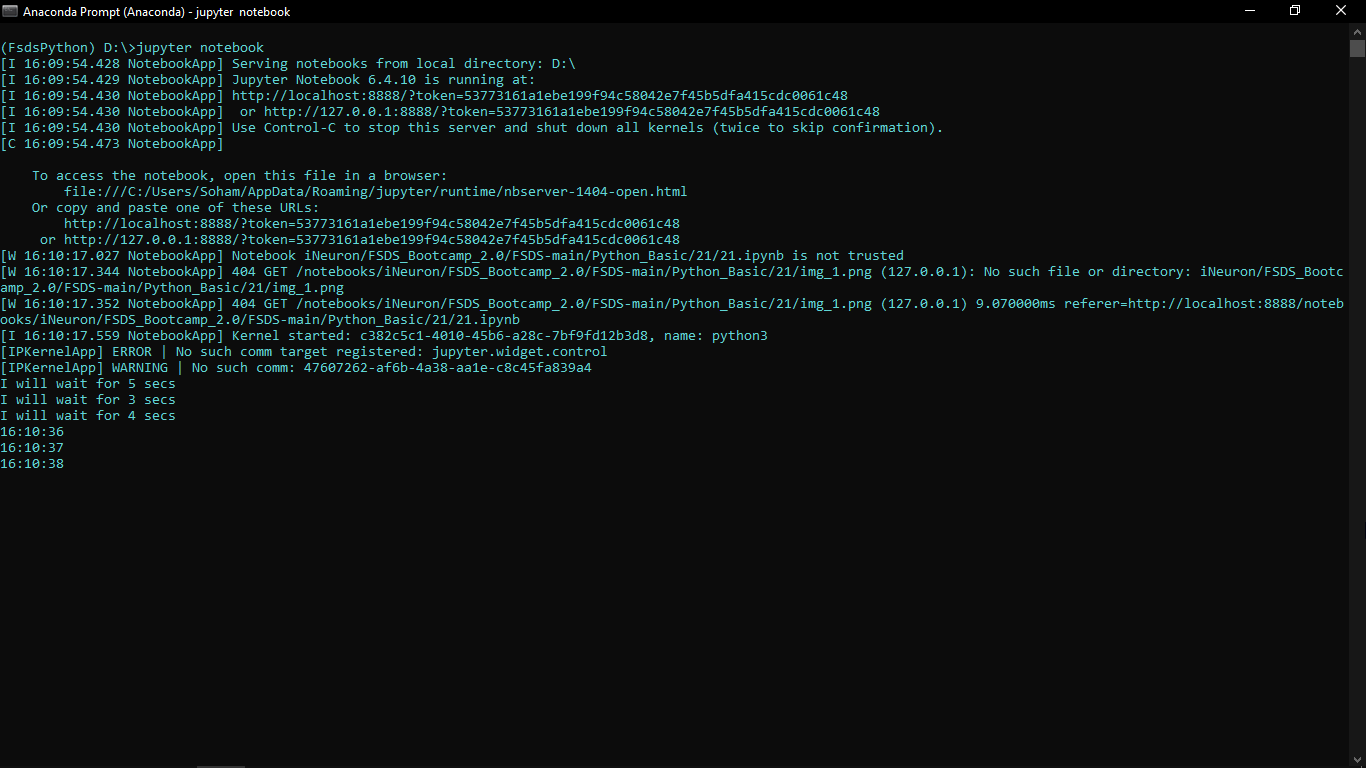 Anaconda Prompt (Anaconda) - jupyter  notebook
(FsdsPython) D:\>jupyter notebook
[I 16:09:54.428 NotebookApp] Serving notebooks from local directory: D:\
[I 16:09:54.429 NotebookApp] Jupyter Notebook 6.4.10 is running at:
[I 16:09:54.430 NotebookApp] http://localhost:8888/?token=53773161a1ebe199f94c58042e7f45b5dfa415cdc0061c48
[I 16:09:54.430 NotebookApp]  or http://127.0.0.1:8888/?token=53773161a1ebe199f94c58042e7f45b5dfa415cdc0061c48
[I 16:09:54.430 NotebookApp] Use Control-C to stop this server and shut down all kernels (twice to skip confirmation).
[C 16:09:54.473 NotebookApp]
    To access the notebook, open this file in a browser:
        file:///C:/Users/Soham/AppData/Roaming/jupyter/runtime/nbserver-1404-open.html
    Or copy and paste one of these URLs:
        http://localhost:8888/?token=53773161a1ebe199f94c58042e7f45b5dfa415cdc0061c48
     or http://127.0.0.1:8888/?token=53773161a1ebe199f94c58042e7f45b5dfa415cdc0061c48
[W 16:10:17.027 NotebookApp] Notebook iNeuron/FSDS_Bootcamp_2.0/FSDS-main/Python_Basic/21/21.ipynb is not trusted
[W 16:10:17.344 NotebookApp] 404 GET /notebooks/iNeuron/FSDS_Bootcamp_2.0/FSDS-main/Python_Basic/21/img_1.png (127.0.0.1): No such file or directory: iNeuron/FSDS_Bootc
amp_2.0/FSDS-main/Python_Basic/21/img_1.png
[W 16:10:17.352 NotebookApp] 404 GET /notebooks/iNeuron/FSDS_Bootcamp_2.0/FSDS-main/Python_Basic/21/img_1.png (127.0.0.1) 9.070000ms referer=http://localhost:8888/noteb
ooks/iNeuron/FSDS_Bootcamp_2.0/FSDS-main/Python_Basic/21/21.ipynb
[I 16:10:17.559 NotebookApp] Kernel started: c382c5c1-4010-45b6-a28c-7bf9fd12b3d8, name: python3
[IPKernelApp] ERROR | No such comm target registered: jupyter.widget.control
[IPKernelApp] WARNING | No such comm: 47607262-af6b-4a38-aa1e-c8c45fa839a4
I will wait for 5 secs
I will wait for 3 secs
I will wait for 4 secs
16:10:36
16:10:37
16:10:38